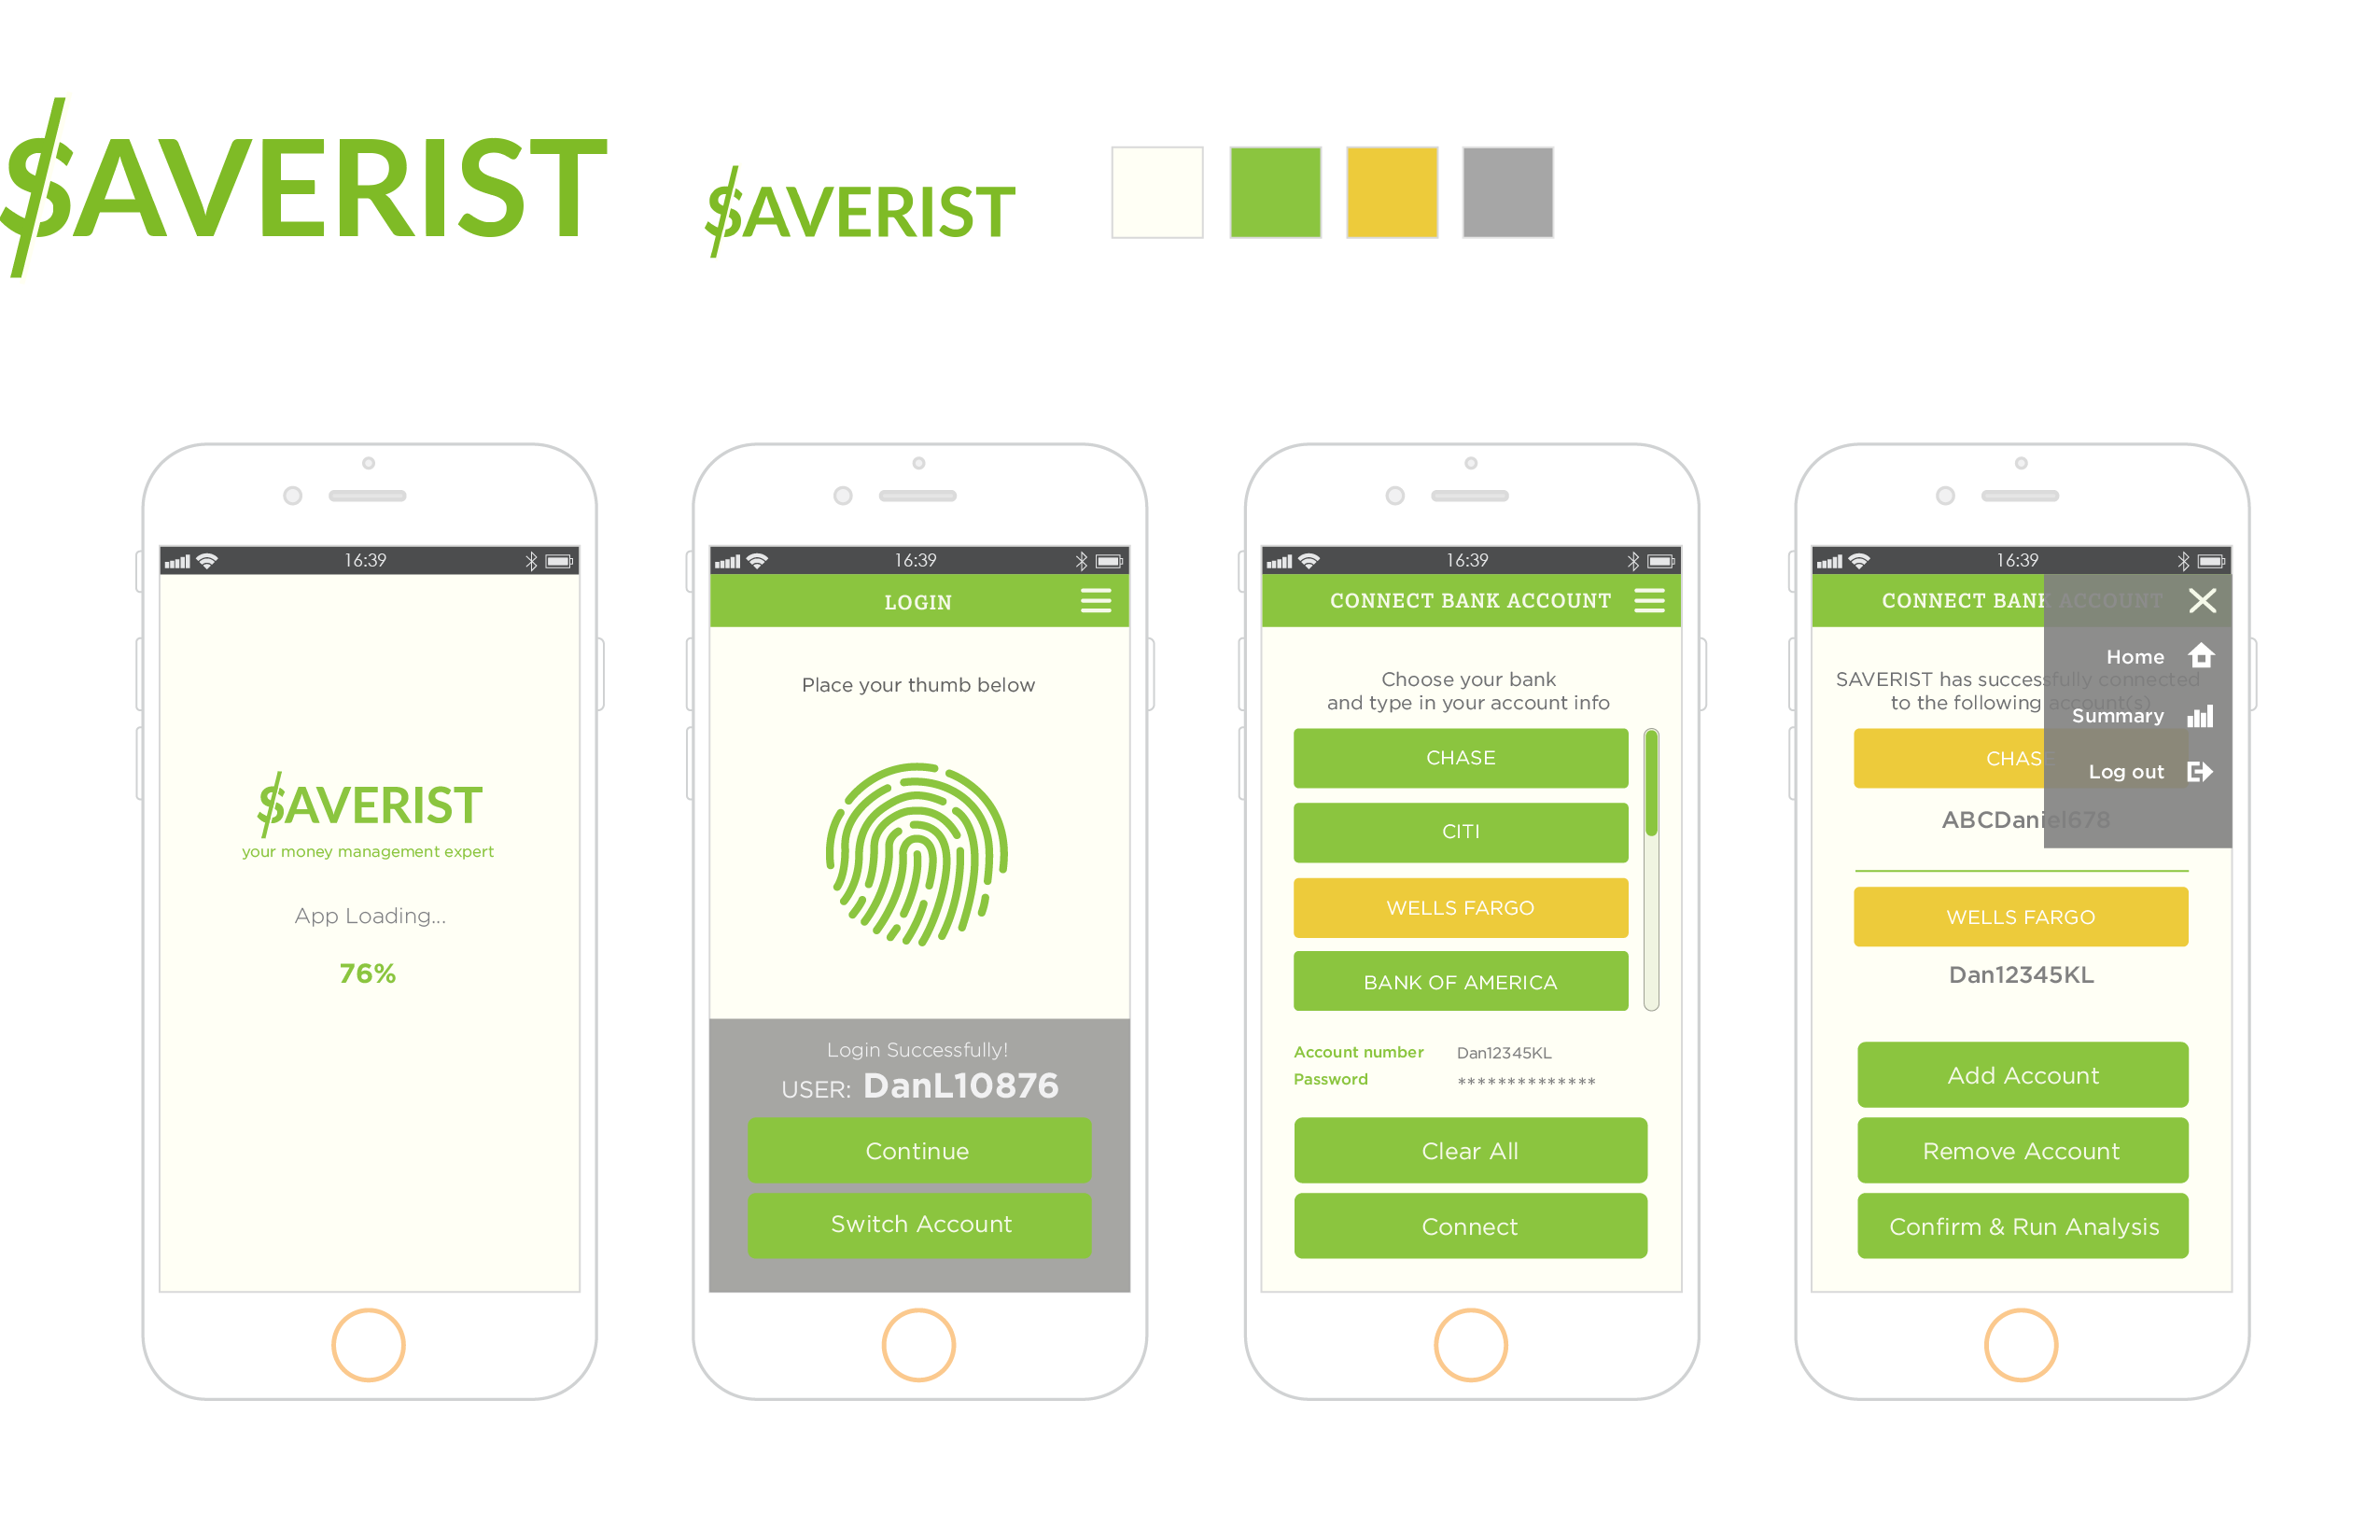 $AVERIST
$AVERIST
16:39
$AVERIST
your money management expert
App Loading...
76%
16:39
LOGIN
Place your thumb below
Login Successfully!
USER: DanL10876
Continue
Switch Account
16:39
CONNECT BANK ACCOUNT
Choose your bank
and type in your account info
CHASE
CITI
WELLS FARGO
BANK OF AMERICA
Account number Dan12345KL
Password **************
Clear All
Connect
16:39
CONNECT BANK ACCOUNT
Home
SAVERIST has successfully connected
to the following account(s)
Summary
CHASE
Log out
ABCDaniel678
WELLS FARGO
Dan12345KL
Add Account
Remove Account
Confirm & Run Analysis